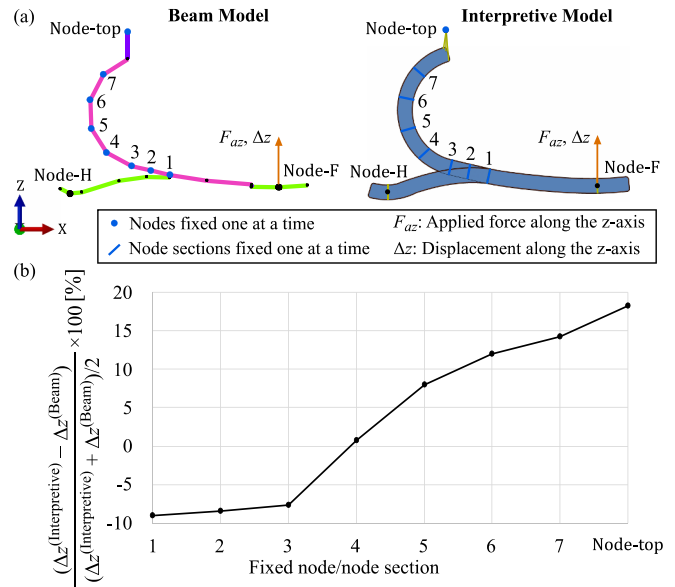 (a)
Beam Model
Interpretive Model
Node-top
Node-top
7
6
5
4
3
2
1
7
6
5
4
3
2
1
F_az, Δz
F_az, Δz
Node-H
Node-F
Node-H
Node-F
Z
X
Nodes fixed one at a time
F_az: Applied force along the z-axis
Node sections fixed one at a time
Δz: Displacement along the z-axis
(b)
(Δz^(Interpretive) − Δz^(Beam))
(Δz^(Interpretive) + Δz^(Beam))/2
×100 [%]
20
15
10
5
0
-5
-10
1 2 3 4 5 6 7 Node-top
Fixed node/node section